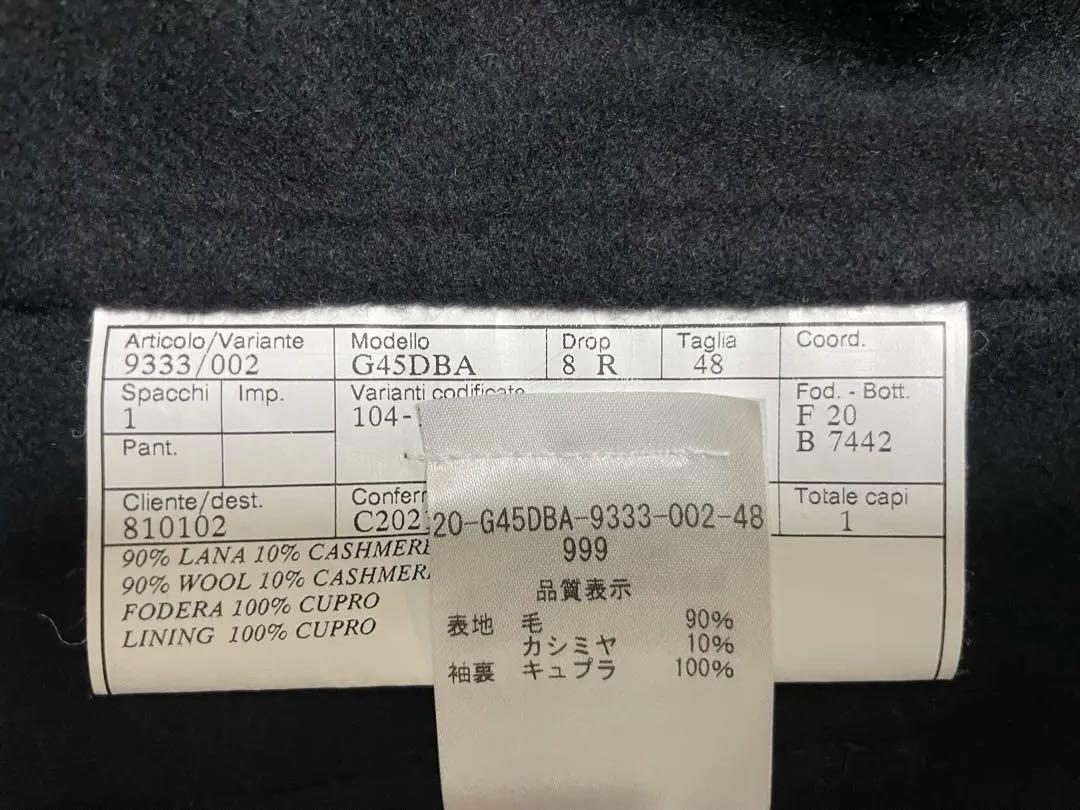 Articolo/Variante Modello Drop Taglia Coord.
9333/002 G45DBA 8 R 48
Spacchi Imp. Varianti codificate Fod. - Bott.
1 104- F 20
B 7442
Pant.
Cliente/dest. Totale capi
810102 C202 1
90% LANA 10% CASHMERE
90% WOOL 10% CASHMERE
FODERA 100% CUPRO
LINING 100% CUPRO
20-G45DBA-9333-002-48
999
品質表示
表地 毛 90%
カシミヤ 10%
袖裏 キュプラ 100%